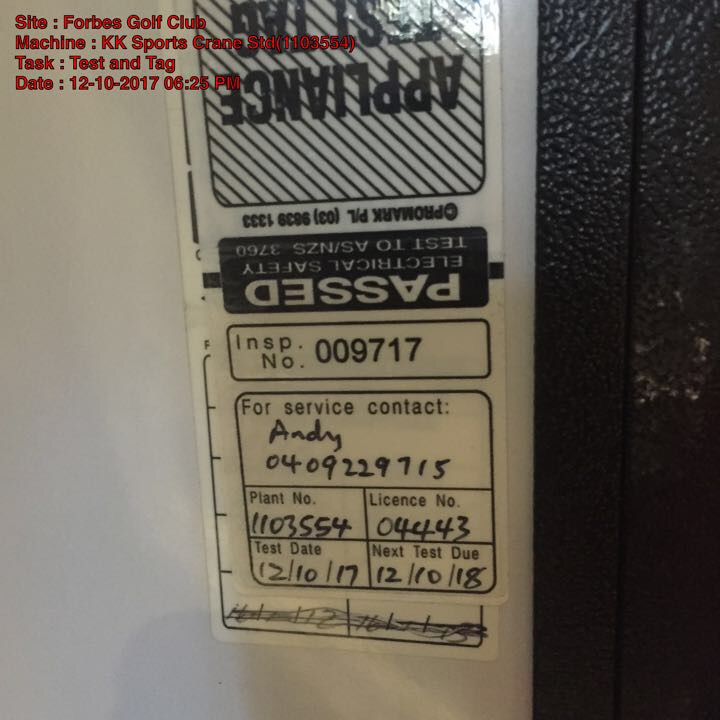 Site : Forbes Golf Club
Machine : KK Sports Crane Std(1103554)
Task : Test and Tag
Date : 12-10-2017 06:25 PM
TEST TAG
APPLIANCE
©PROMARK P/L (03) 9839 1333
TEST TO AS/NZS 3760
ELECTRICAL SAFETY
PASSED
Insp. No. 009717
For service contact:
Andy
0409229715
Plant No. Licence No.
1103554 04443
Test Date Next Test Due
12/10/17 12/10/18